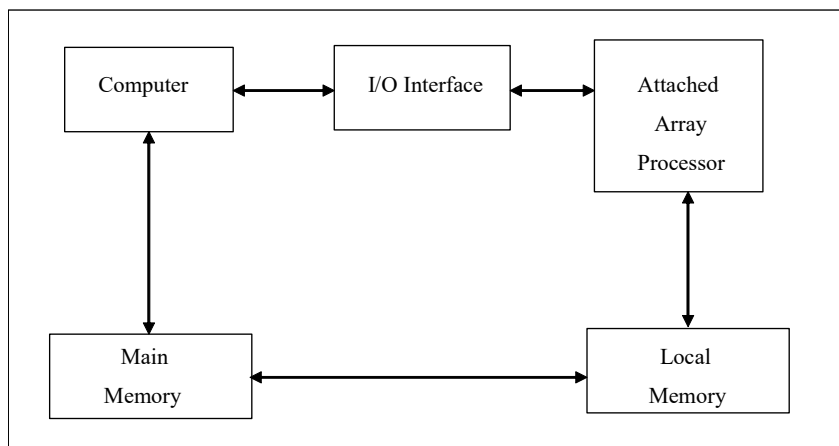 Computer
I/O Interface
Attached
Array
Processor
Main
Memory
Local
Memory